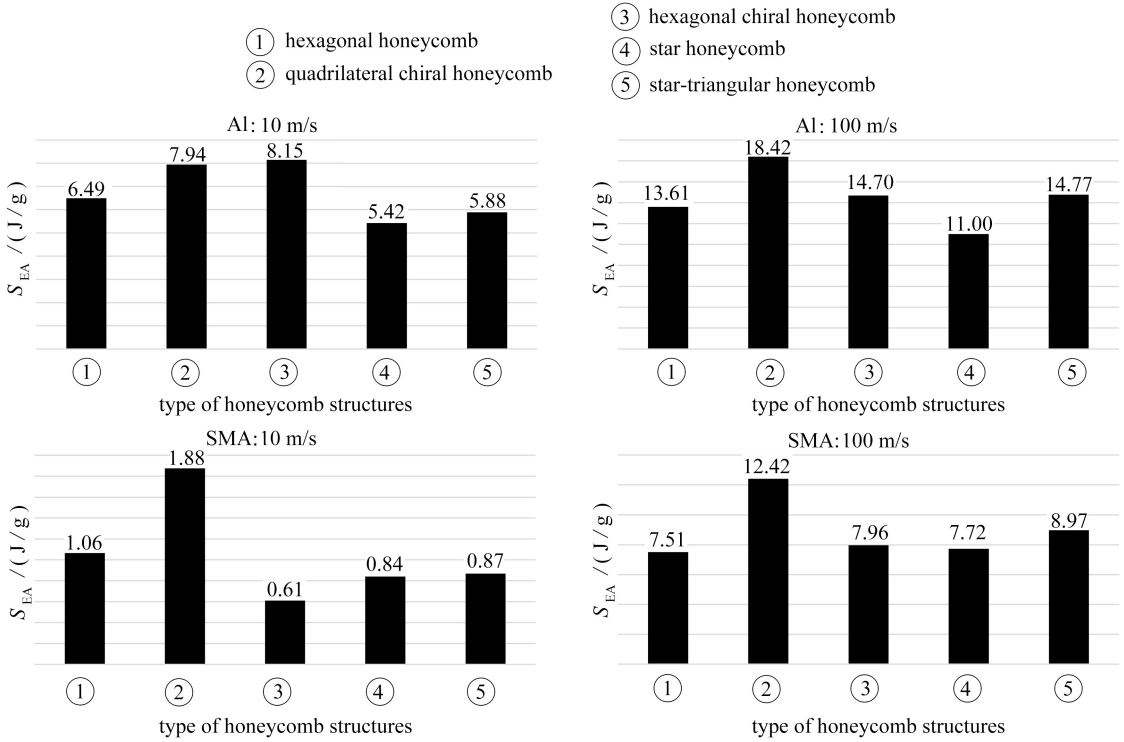 ① hexagonal honeycomb
② quadrilateral chiral honeycomb
③ hexagonal chiral honeycomb
④ star honeycomb
⑤ star-triangular honeycomb
Al: 10 m/s
S_EA /(J/g)
6.49 7.94 8.15 5.42 5.88
① ② ③ ④ ⑤
type of honeycomb structures
Al: 100 m/s
S_EA /(J/g)
13.61 18.42 14.70 11.00 14.77
① ② ③ ④ ⑤
type of honeycomb structures
SMA: 10 m/s
S_EA /(J/g)
1.06 1.88 0.61 0.84 0.87
① ② ③ ④ ⑤
type of honeycomb structures
SMA: 100 m/s
S_EA /(J/g)
7.51 12.42 7.96 7.72 8.97
① ② ③ ④ ⑤
type of honeycomb structures